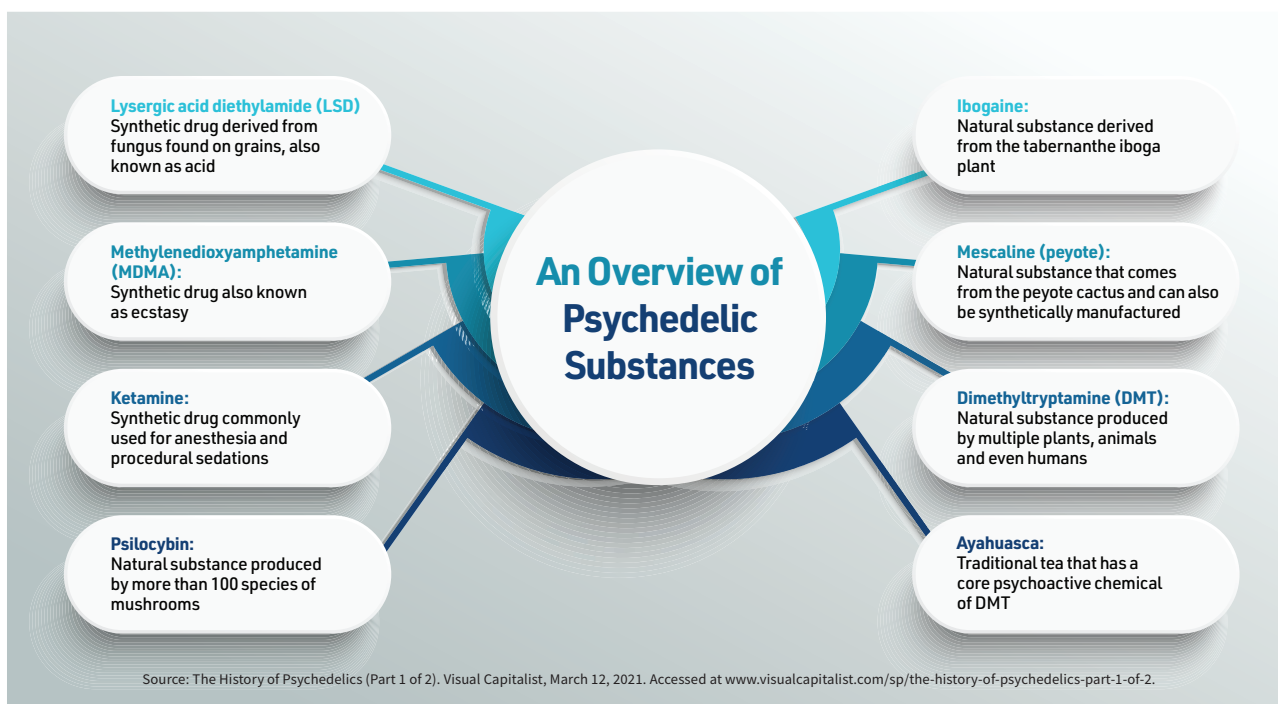 Lysergic acid diethylamide (LSD)
Synthetic drug derived from
fungus found on grains, also
known as acid
Methylenedioxyamphetamine
(MDMA):
Synthetic drug also known
as ecstasy
Ketamine:
Synthetic drug commonly
used for anesthesia and
procedural sedations
Psilocybin:
Natural substance produced
by more than 100 species of
mushrooms
An Overview of
Psychedelic
Substances
Ibogaine:
Natural substance derived
from the tabernanthe iboga
plant
Mescaline (peyote):
Natural substance that comes
from the peyote cactus and can also
be synthetically manufactured
Dimethyltryptamine (DMT):
Natural substance produced
by multiple plants, animals
and even humans
Ayahuasca:
Traditional tea that has a
core psychoactive chemical
of DMT
Source: The History of Psychedelics (Part 1 of 2). Visual Capitalist, March 12, 2021. Accessed at www.visualcapitalist.com/sp/the-history-of-psychedelics-part-1-of-2.